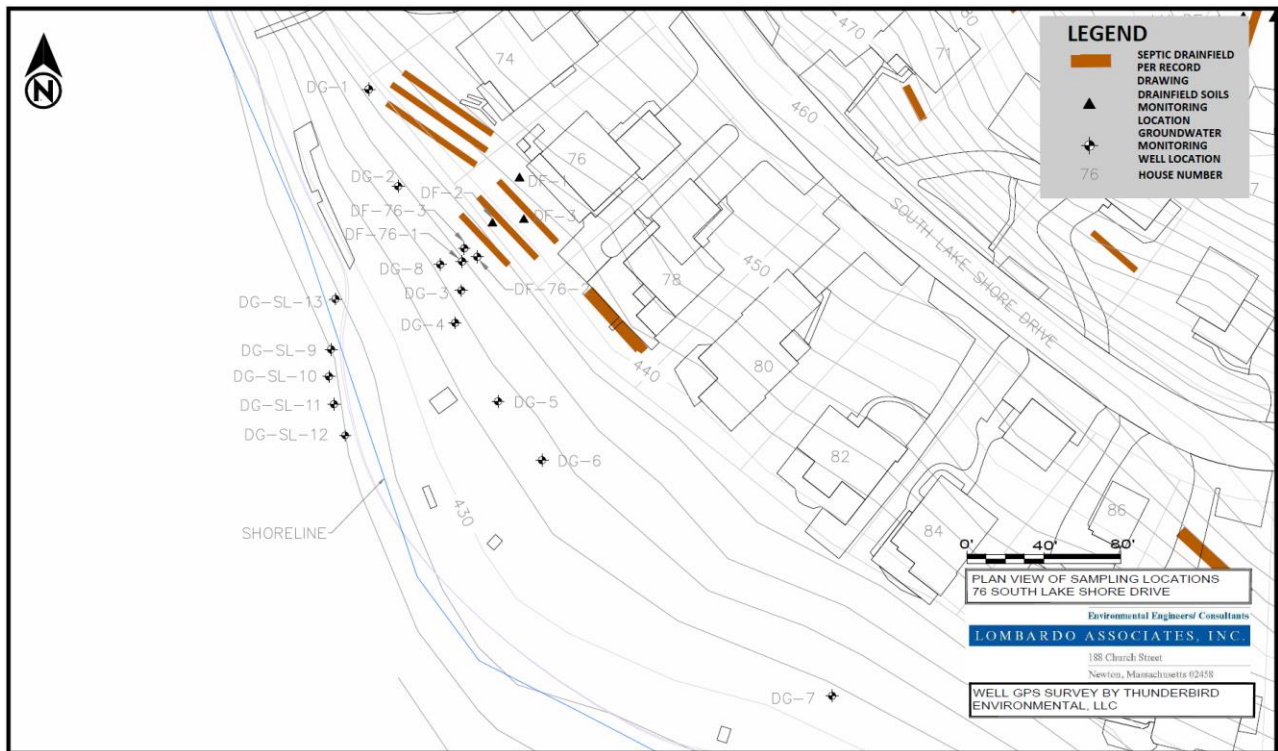 LEGEND
SEPTIC DRAINFIELD
PER RECORD
DRAWING
DRAINFIELD SOILS
MONITORING
LOCATION
GROUNDWATER
MONITORING
WELL LOCATION
76 HOUSE NUMBER
N
470
80
71
74
DG-1
460
76
DG-2
DF-1
DF-2
DF-76-3
DF-3
DF-76-1
SOUTH LAKE SHORE DRIVE
DG-8
450
78
DF-76-2
DG-3
DG-SL-13
DG-4
DG-SL-9
440
80
DG-SL-10
DG-SL-11
DG-5
DG-SL-12
DG-6
82
430
86
SHORELINE
84
0' 40' 80'
PLAN VIEW OF SAMPLING LOCATIONS
76 SOUTH LAKE SHORE DRIVE
Environmental Engineers/ Consultants
LOMBARDO ASSOCIATES, INC.
188 Church Street
Newton, Massachusetts 02458
DG-7
WELL GPS SURVEY BY THUNDERBIRD
ENVIRONMENTAL, LLC